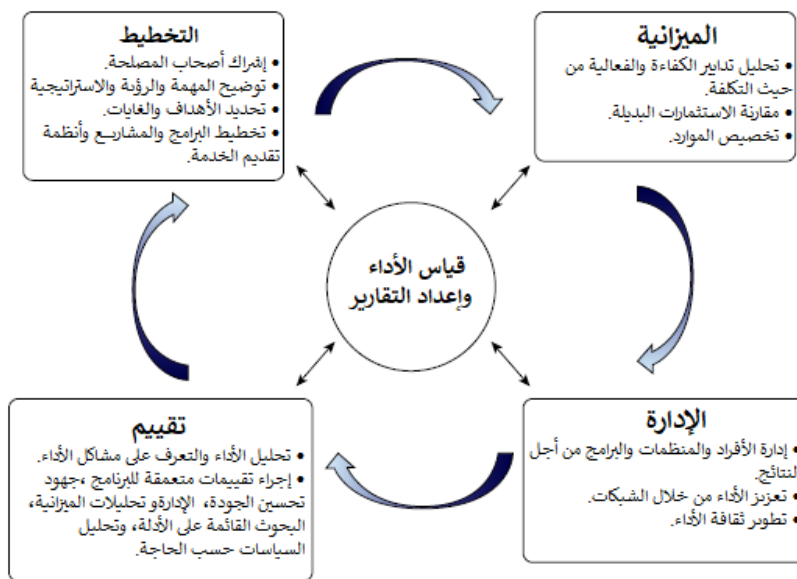 التخطيط
• إشراك أصحاب المصلحة.
• توضيح المهمة والرؤية والاستراتيجية
• تحديد الأهداف والغايات.
• تخطيط البرامج والمشاريع وأنظمة
تقديم الخدمة.
الميزانية
• تحليل تدابير الكفاءة والفعالية من
حيث التكلفة.
• مقارنة الاستثمارات البديلة.
• تخصيص الموارد.
قياس الأداء
وإعداد التقارير
الإدارة
• إدارة الأفراد والمنظمات والبرامج من أجل
لنتائج.
• تعزيز الأداء من خلال الشبكات.
• تطوير ثقافة الأداء.
تقييم
• تحليل الأداء والتعرف على مشاكل الأداء.
• إجراء تقييمات متعمقة للبرنامج ،جهود
تحسين الجودة، الإدارةو تحليلات الميزانية،
البحوث القائمة على الأدلة، وتحليل
السياسات حسب الحاجة.